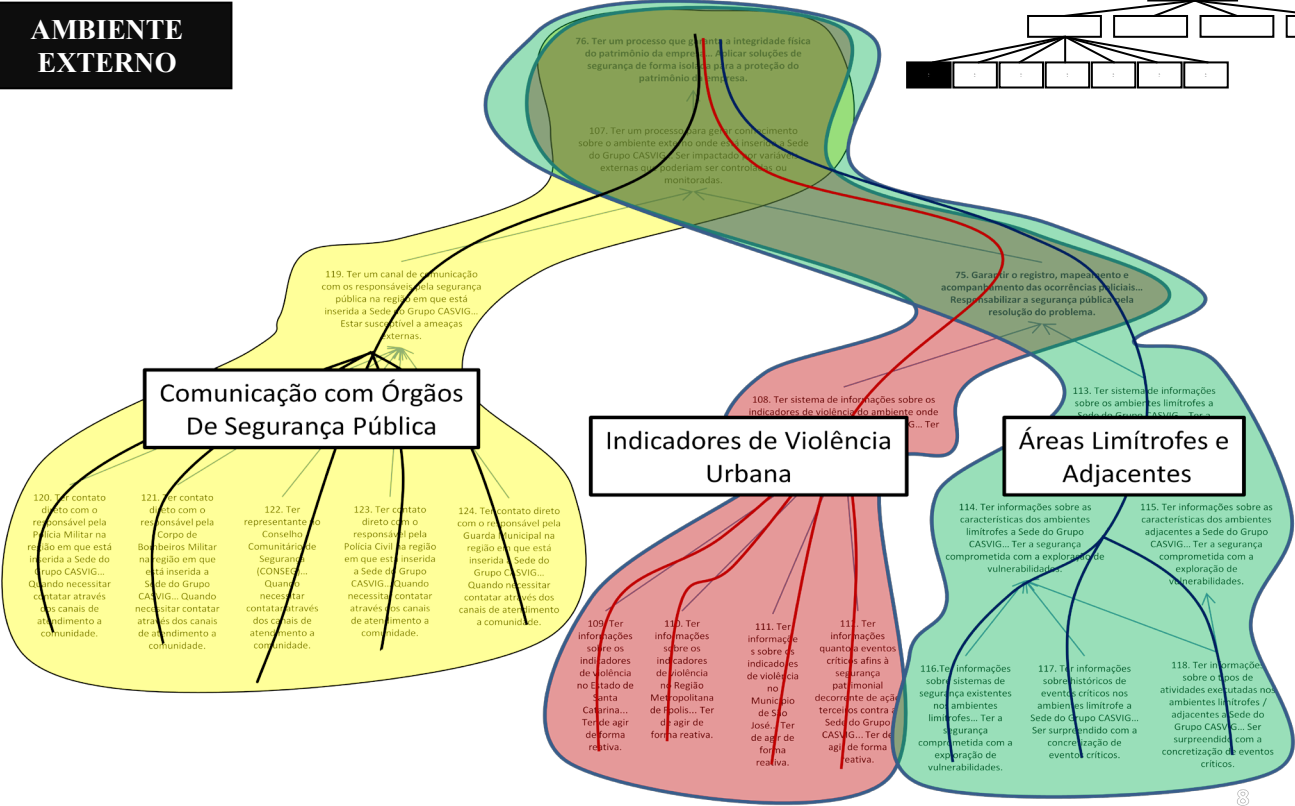 AMBIENTE
EXTERNO
76. Ter um processo que garanta a integridade física
do patrimônio da empresa... Aplicar soluções de
segurança de forma isolada para a proteção do
patrimônio da empresa.
107. Ter um processo para gerar conhecimento
sobre o ambiente externo onde está inserida a Sede
do Grupo CASVIG... Ser impactado por variáveis
externas que poderiam ser controladas ou
monitoradas.
119. Ter um canal de comunicação
com os responsáveis pela segurança
pública na região em que está
inserida a Sede do Grupo CASVIG...
Estar susceptível a ameaças
externas.
75. Garantir o registro, mapeamento e
acompanhamento das ocorrências policiais...
Responsabilizar a segurança pública pela
resolução do problema.
Comunicação com Órgãos
De Segurança Pública
108. Ter sistema de informações sobre os
indicadores de violência do ambiente onde
G... Ter
113. Ter sistema de informações
sobre os ambientes limítrofes a
Sede do Grupo CASVIG... Ter a
Indicadores de Violência
Urbana
Áreas Limítrofes e
Adjacentes
120. Ter contato
direto com o
responsável pela
Polícia Militar na
região em que está
inserida a Sede do
Grupo CASVIG...
Quando necessitar
contatar através
dos canais de
atendimento a
comunidade.
121. Ter contato
direto com o
responsável pela
Corpo de
Bombeiros Militar
na região em que
está inserida a
Sede do Grupo
CASVIG... Quando
necessitar contatar
através dos canais
de atendimento a
comunidade.
122. Ter
representante no
Conselho
Comunitário de
Segurança
(CONSEG)...
Quando
necessitar
contatar através
dos canais de
atendimento a
comunidade.
123. Ter contato
direto com o
responsável pela
Polícia Civil na região
em que está inserida
a Sede do Grupo
CASVIG... Quando
necessitar contatar
através dos canais
de atendimento a
comunidade.
124. Ter contato direto
com o responsável pela
Guarda Municipal na
região em que está
inserida a Sede do
Grupo CASVIG...
Quando necessitar
contatar através dos
canais de atendimento
a comunidade.
114. Ter informações sobre as
características dos ambientes
limítrofes a Sede do Grupo
CASVIG... Ter a segurança
comprometida com a exploração de
vulnerabilidades.
115. Ter informações sobre as
características dos ambientes
adjacentes a Sede do Grupo
CASVIG... Ter a segurança
comprometida com a
exploração de
vulnerabilidades.
109. Ter
informações
sobre os
indicadores
de violência
no Estado de
Santa
Catarina...
Ter de agir
de forma
reativa.
110. Ter
informações
sobre os
indicadores
de violência
na Região
Metropolitana
de Fpolis... Ter
de agir de
forma reativa.
111. Ter
informaçõe
s sobre os
indicadores
de violência
no
Município
de São
José... Ter
de agir de
forma
reativa.
112. Ter
informações
quanto a eventos
críticos afins à
segurança
patrimonial
decorrente de ação
terceiros contra a
Sede do Grupo
CASVIG... Ter de
agir de forma
reativa.
116.Ter informações
sobre sistemas de
segurança existentes
nos ambientes
limítrofes... Ter a
segurança
comprometida com a
exploração de
vulnerabilidades.
117. Ter informações
sobre históricos de
eventos críticos nos
ambientes limítrofe a
Sede do Grupo CASVIG...
Ser surpreendido com a
concretização de
eventos críticos.
118. Ter informações
sobre o tipos de
atividades executadas nos
ambientes limítrofes /
adjacentes a Sede do
Grupo CASVIG... Ser
surpreendido com a
concretização de eventos
críticos.
8